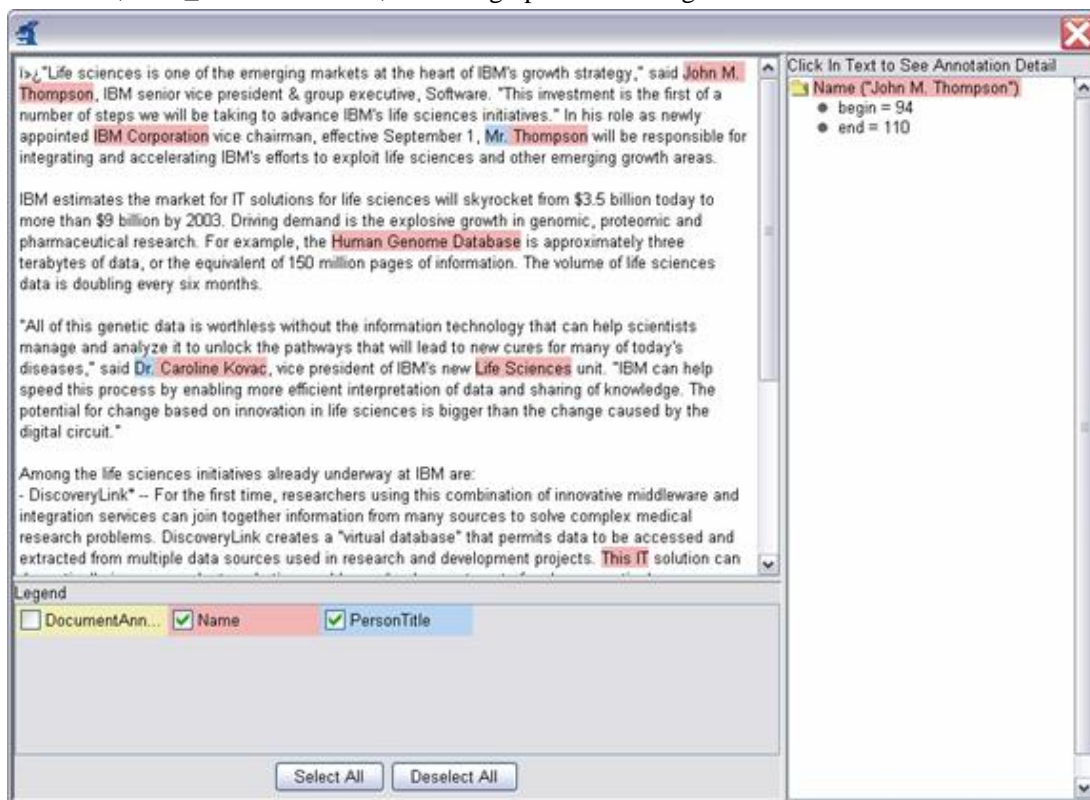 ï»¿"Life sciences is one of the emerging markets at the heart of IBM's growth strategy," said John M.
Thompson, IBM senior vice president & group executive, Software. "This investment is the first of a
number of steps we will be taking to advance IBM's life sciences initiatives." In his role as newly
appointed IBM Corporation vice chairman, effective September 1, Mr. Thompson will be responsible for
integrating and accelerating IBM's efforts to exploit life sciences and other emerging growth areas.
IBM estimates the market for IT solutions for life sciences will skyrocket from $3.5 billion today to
more than $9 billion by 2003. Driving demand is the explosive growth in genomic, proteomic and
pharmaceutical research. For example, the Human Genome Database is approximately three
terabytes of data, or the equivalent of 150 million pages of information. The volume of life sciences
data is doubling every six months.
"All of this genetic data is worthless without the information technology that can help scientists
manage and analyze it to unlock the pathways that will lead to new cures for many of today's
diseases," said Dr. Caroline Kovac, vice president of IBM's new Life Sciences unit. "IBM can help
speed this process by enabling more efficient interpretation of data and sharing of knowledge. The
potential for change based on innovation in life sciences is bigger than the change caused by the
digital circuit."
Among the life sciences initiatives already underway at IBM are:
- DiscoveryLink* -- For the first time, researchers using this combination of innovative middleware and
integration services can join together information from many sources to solve complex medical
research problems. DiscoveryLink creates a "virtual database" that permits data to be accessed and
extracted from multiple data sources used in research and development projects. This IT solution can
Click In Text to See Annotation Detail
Name ("John M. Thompson")
begin = 94
end = 110
Legend
DocumentAnn...
Name
PersonTitle
Select All
Deselect All